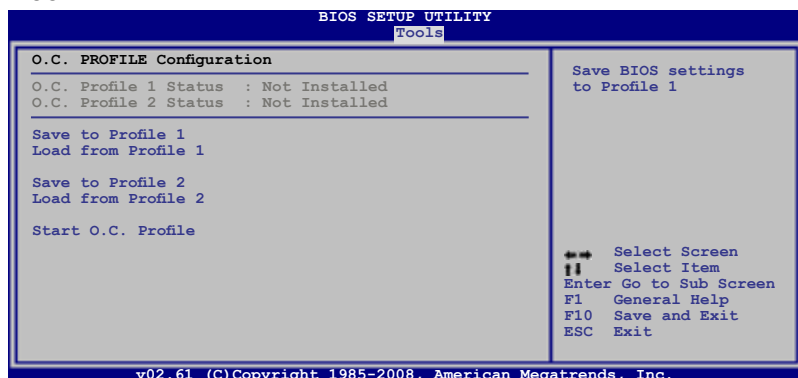 BIOS SETUP UTILITY
Tools
O.C. PROFILE Configuration
O.C. Profile 1 Status : Not Installed
O.C. Profile 2 Status : Not Installed
Save to Profile 1
Load from Profile 1
Save to Profile 2
Load from Profile 2
Start O.C. Profile
Save BIOS settings
to Profile 1
Select Screen
Select Item
Enter Go to Sub Screen
F1 General Help
F10 Save and Exit
ESC Exit
v02.61 (C)Copyright 1985-2008, American Megatrends, Inc.